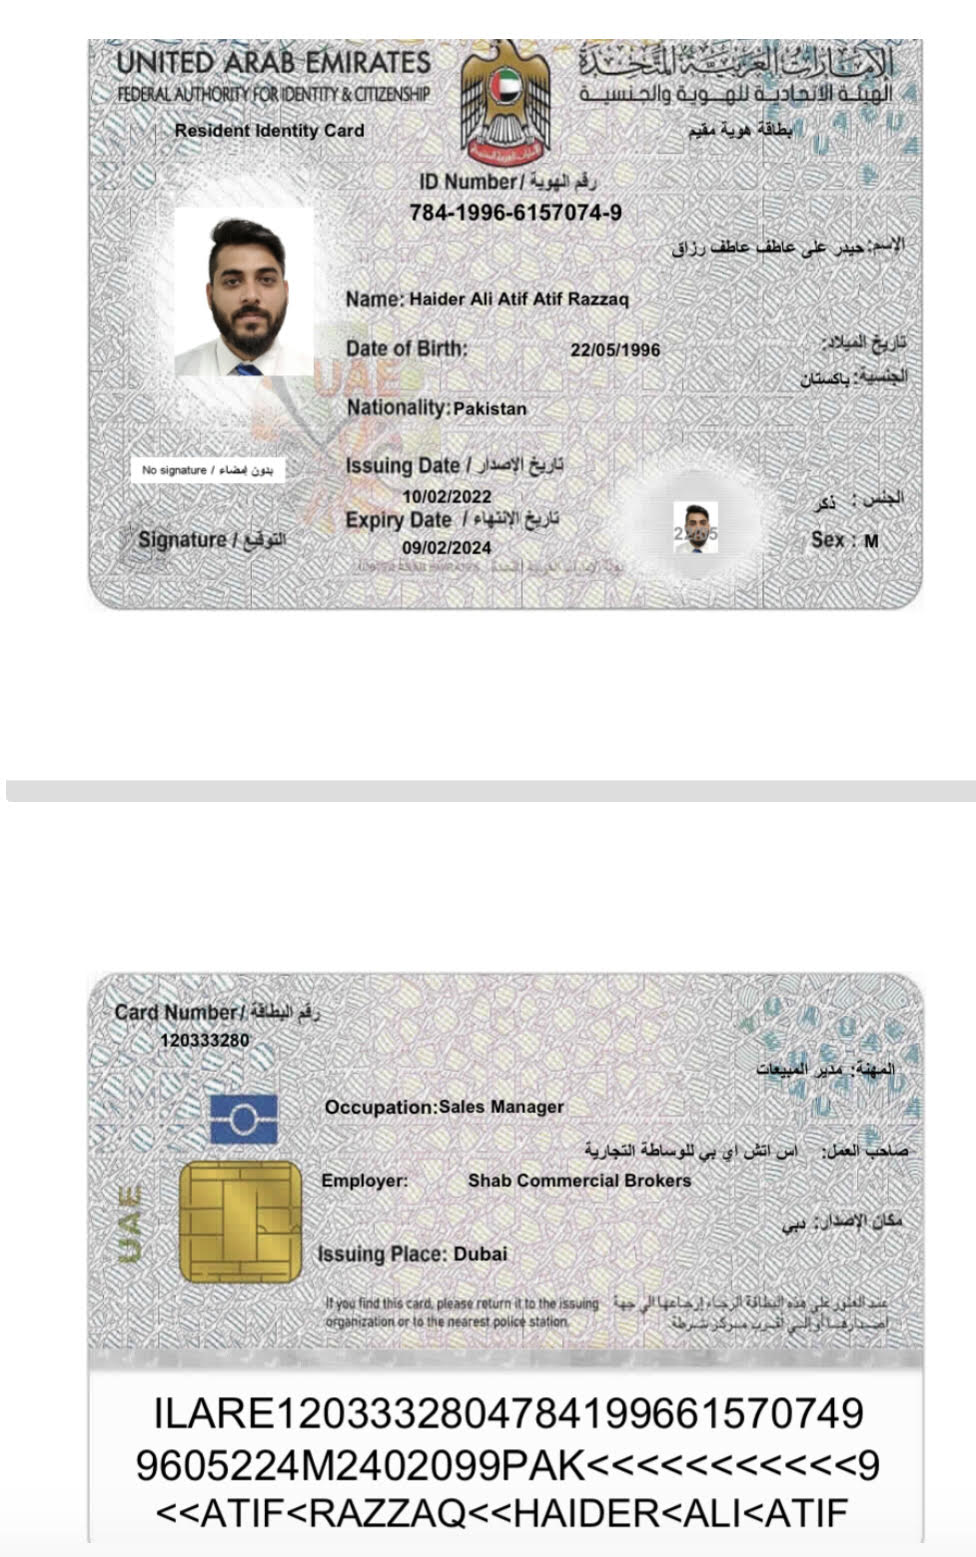 UNITED ARAB EMIRATES
الإمارات العربية المتحدة
FEDERAL AUTHORITY FOR IDENTITY & CITIZENSHIP
الهيئة الاتحادية للهوية والجنسية
Resident Identity Card
بطاقة هوية مقيم
ID Number / رقم الهوية
784-1996-6157074-9
الإسم: حيدر على عاطف عاطف رزاق
Name: Haider Ali Atif Atif Razzaq
Date of Birth: 22/05/1996 تاريخ الميلاد:
الجنسية: باكستان
Nationality: Pakistan
UAE
No signature / بدون إمضاء
Issuing Date / تاريخ الإصدار
10/02/2022
Expiry Date / تاريخ الانتهاء
09/02/2024
الجنس : ذكر
Signature / التوقيع
Sex : M
Card Number / رقم البطاقة
120333280
المهنة: مدير المبيعات
Occupation:Sales Manager
صاحب العمل: اس اتش اي بي للوساطة التجارية
Employer: Shab Commercial Brokers
UAE
مكان الإصدار: دبي
Issuing Place: Dubai
If you find this card, please return it to the issuing
organization or to the nearest police station.
عند العثور على هذه البطاقة الرجاء إرجاعها الى جهة
إصدارها أو إلى أقرب مركز شرطة
ILARE1203332804784199661570749
9605224M2402099PAK<<<<<<<<<<<9
<<ATIF<RAZZAQ<<HAIDER<ALI<ATIF